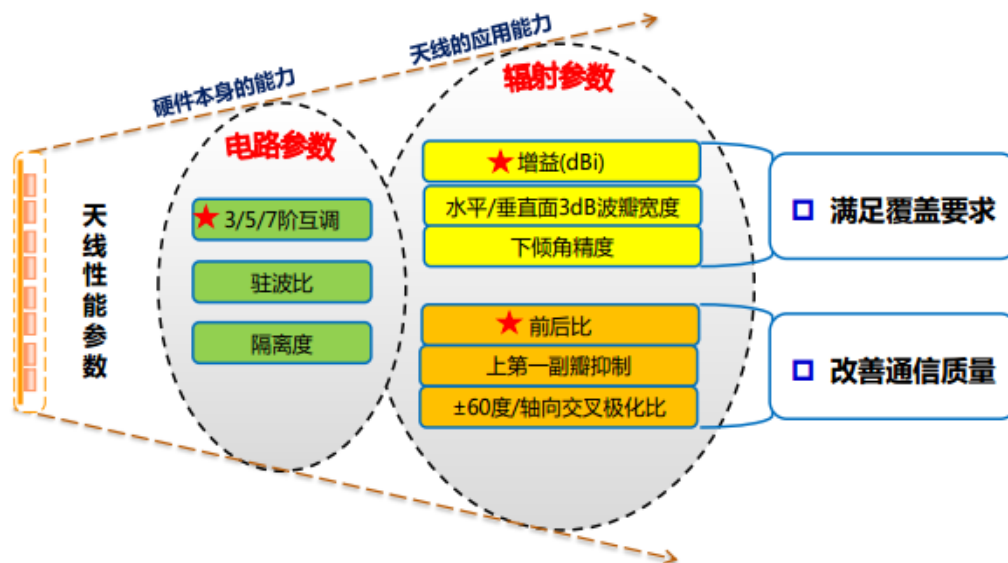 硬件本身的能力
天线的应用能力
天线性能参数
电路参数
★3/5/7阶互调
驻波比
隔离度
辐射参数
★增益(dBi)
水平/垂直面3dB波瓣宽度
下倾角精度
★前后比
上第一副瓣抑制
±60度/轴向交叉极化比
满足覆盖要求
改善通信质量